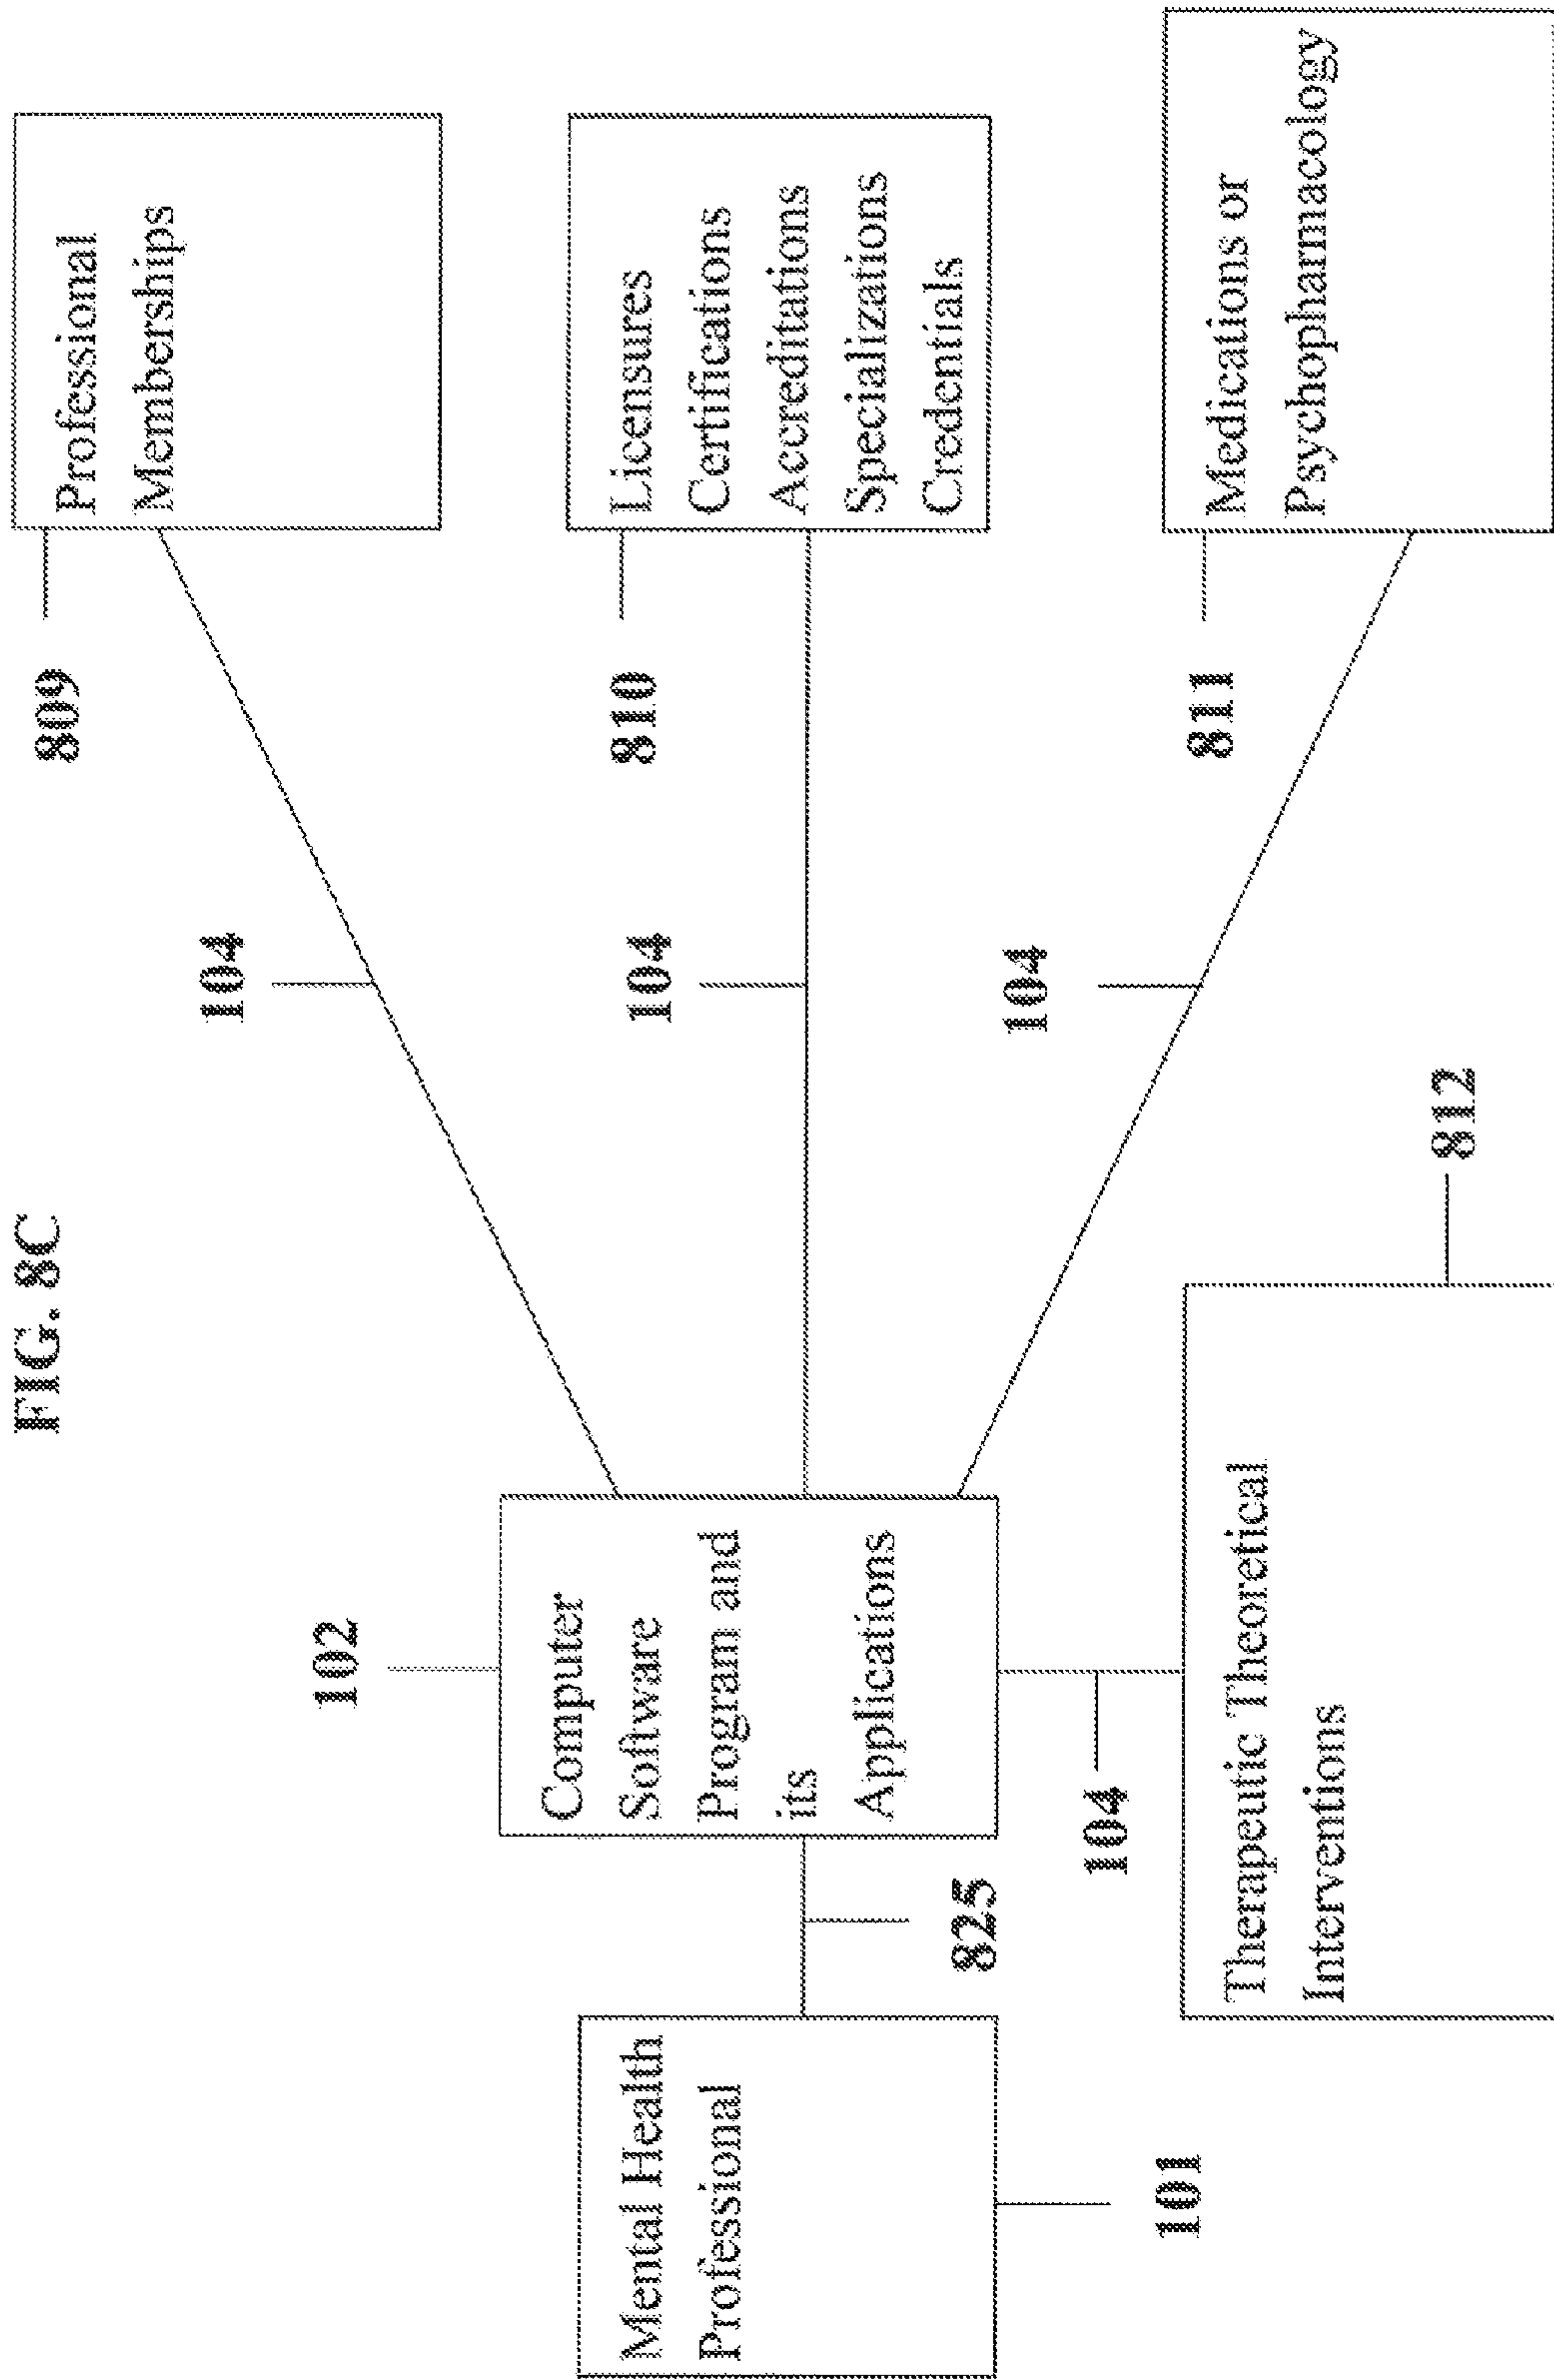 FIG. 8C
809
Professional
Memberships
104
102
Computer
Software
Program and
its
Applications
104
810
Licensures
Certifications
Accreditations
Specializations
Credentials
Mental Health
Professional
825
101
104
104
811
Medications or
Psychopharmacology
Therapeutic Theoretical
Interventions
812